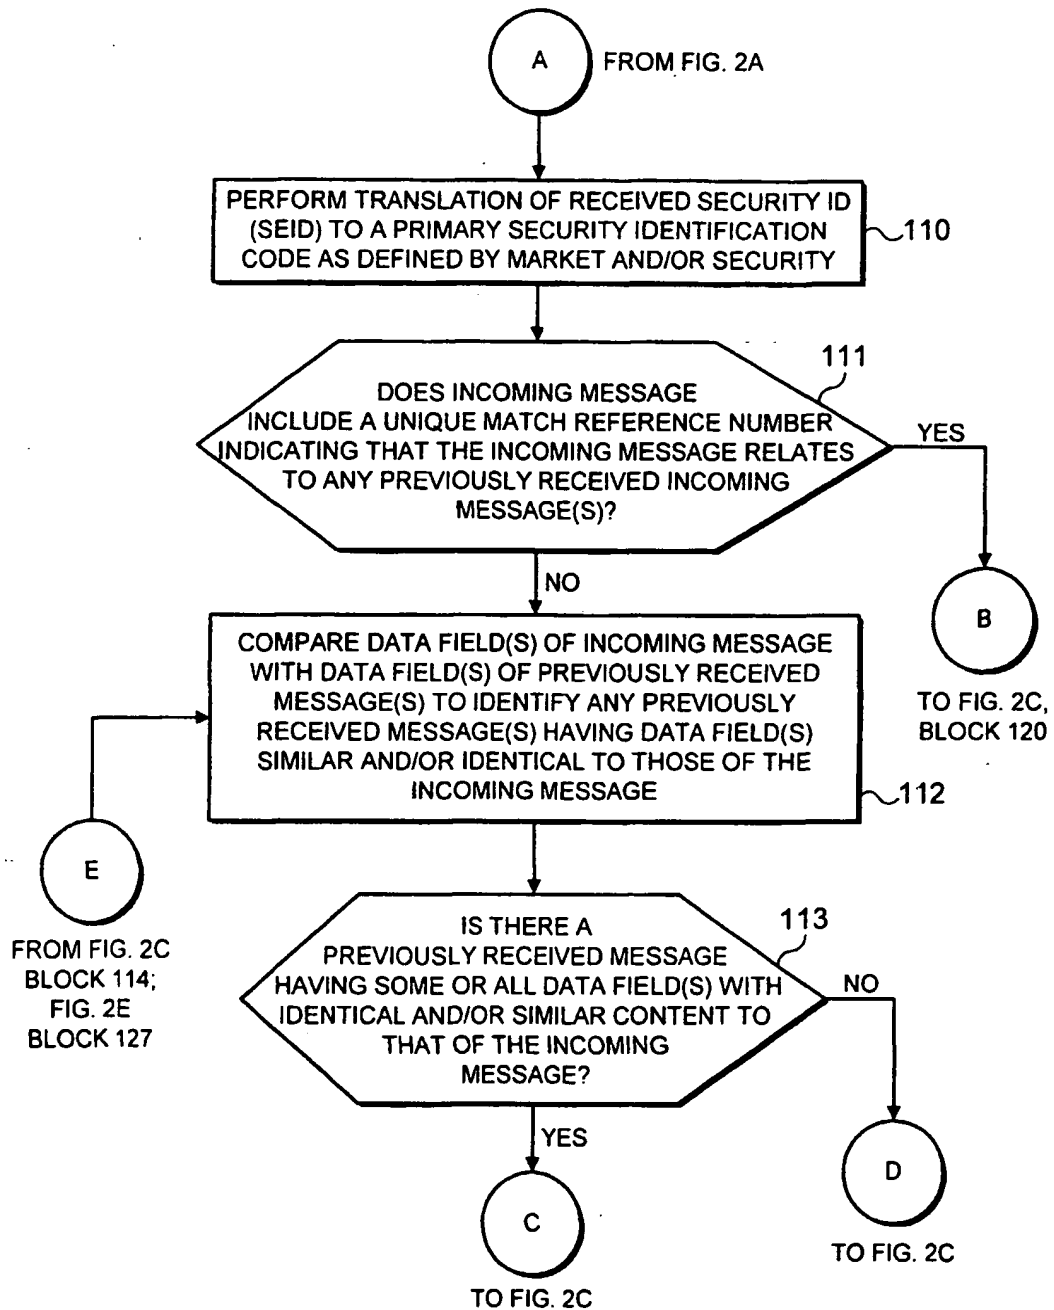 A
FROM FIG. 2A
PERFORM TRANSLATION OF RECEIVED SECURITY ID
(SEID) TO A PRIMARY SECURITY IDENTIFICATION
CODE AS DEFINED BY MARKET AND/OR SECURITY
110
111
DOES INCOMING MESSAGE
INCLUDE A UNIQUE MATCH REFERENCE NUMBER
INDICATING THAT THE INCOMING MESSAGE RELATES
TO ANY PREVIOUSLY RECEIVED INCOMING
MESSAGE(S)?
YES
NO
B
TO FIG. 2C,
BLOCK 120
COMPARE DATA FIELD(S) OF INCOMING MESSAGE
WITH DATA FIELD(S) OF PREVIOUSLY RECEIVED
MESSAGE(S) TO IDENTIFY ANY PREVIOUSLY
RECEIVED MESSAGE(S) HAVING DATA FIELD(S)
SIMILAR AND/OR IDENTICAL TO THOSE OF THE
INCOMING MESSAGE
112
E
FROM FIG. 2C
BLOCK 114;
FIG. 2E
BLOCK 127
113
IS THERE A
PREVIOUSLY RECEIVED MESSAGE
HAVING SOME OR ALL DATA FIELD(S) WITH
IDENTICAL AND/OR SIMILAR CONTENT TO
THAT OF THE INCOMING
MESSAGE?
NO
YES
D
TO FIG. 2C
C
TO FIG. 2C